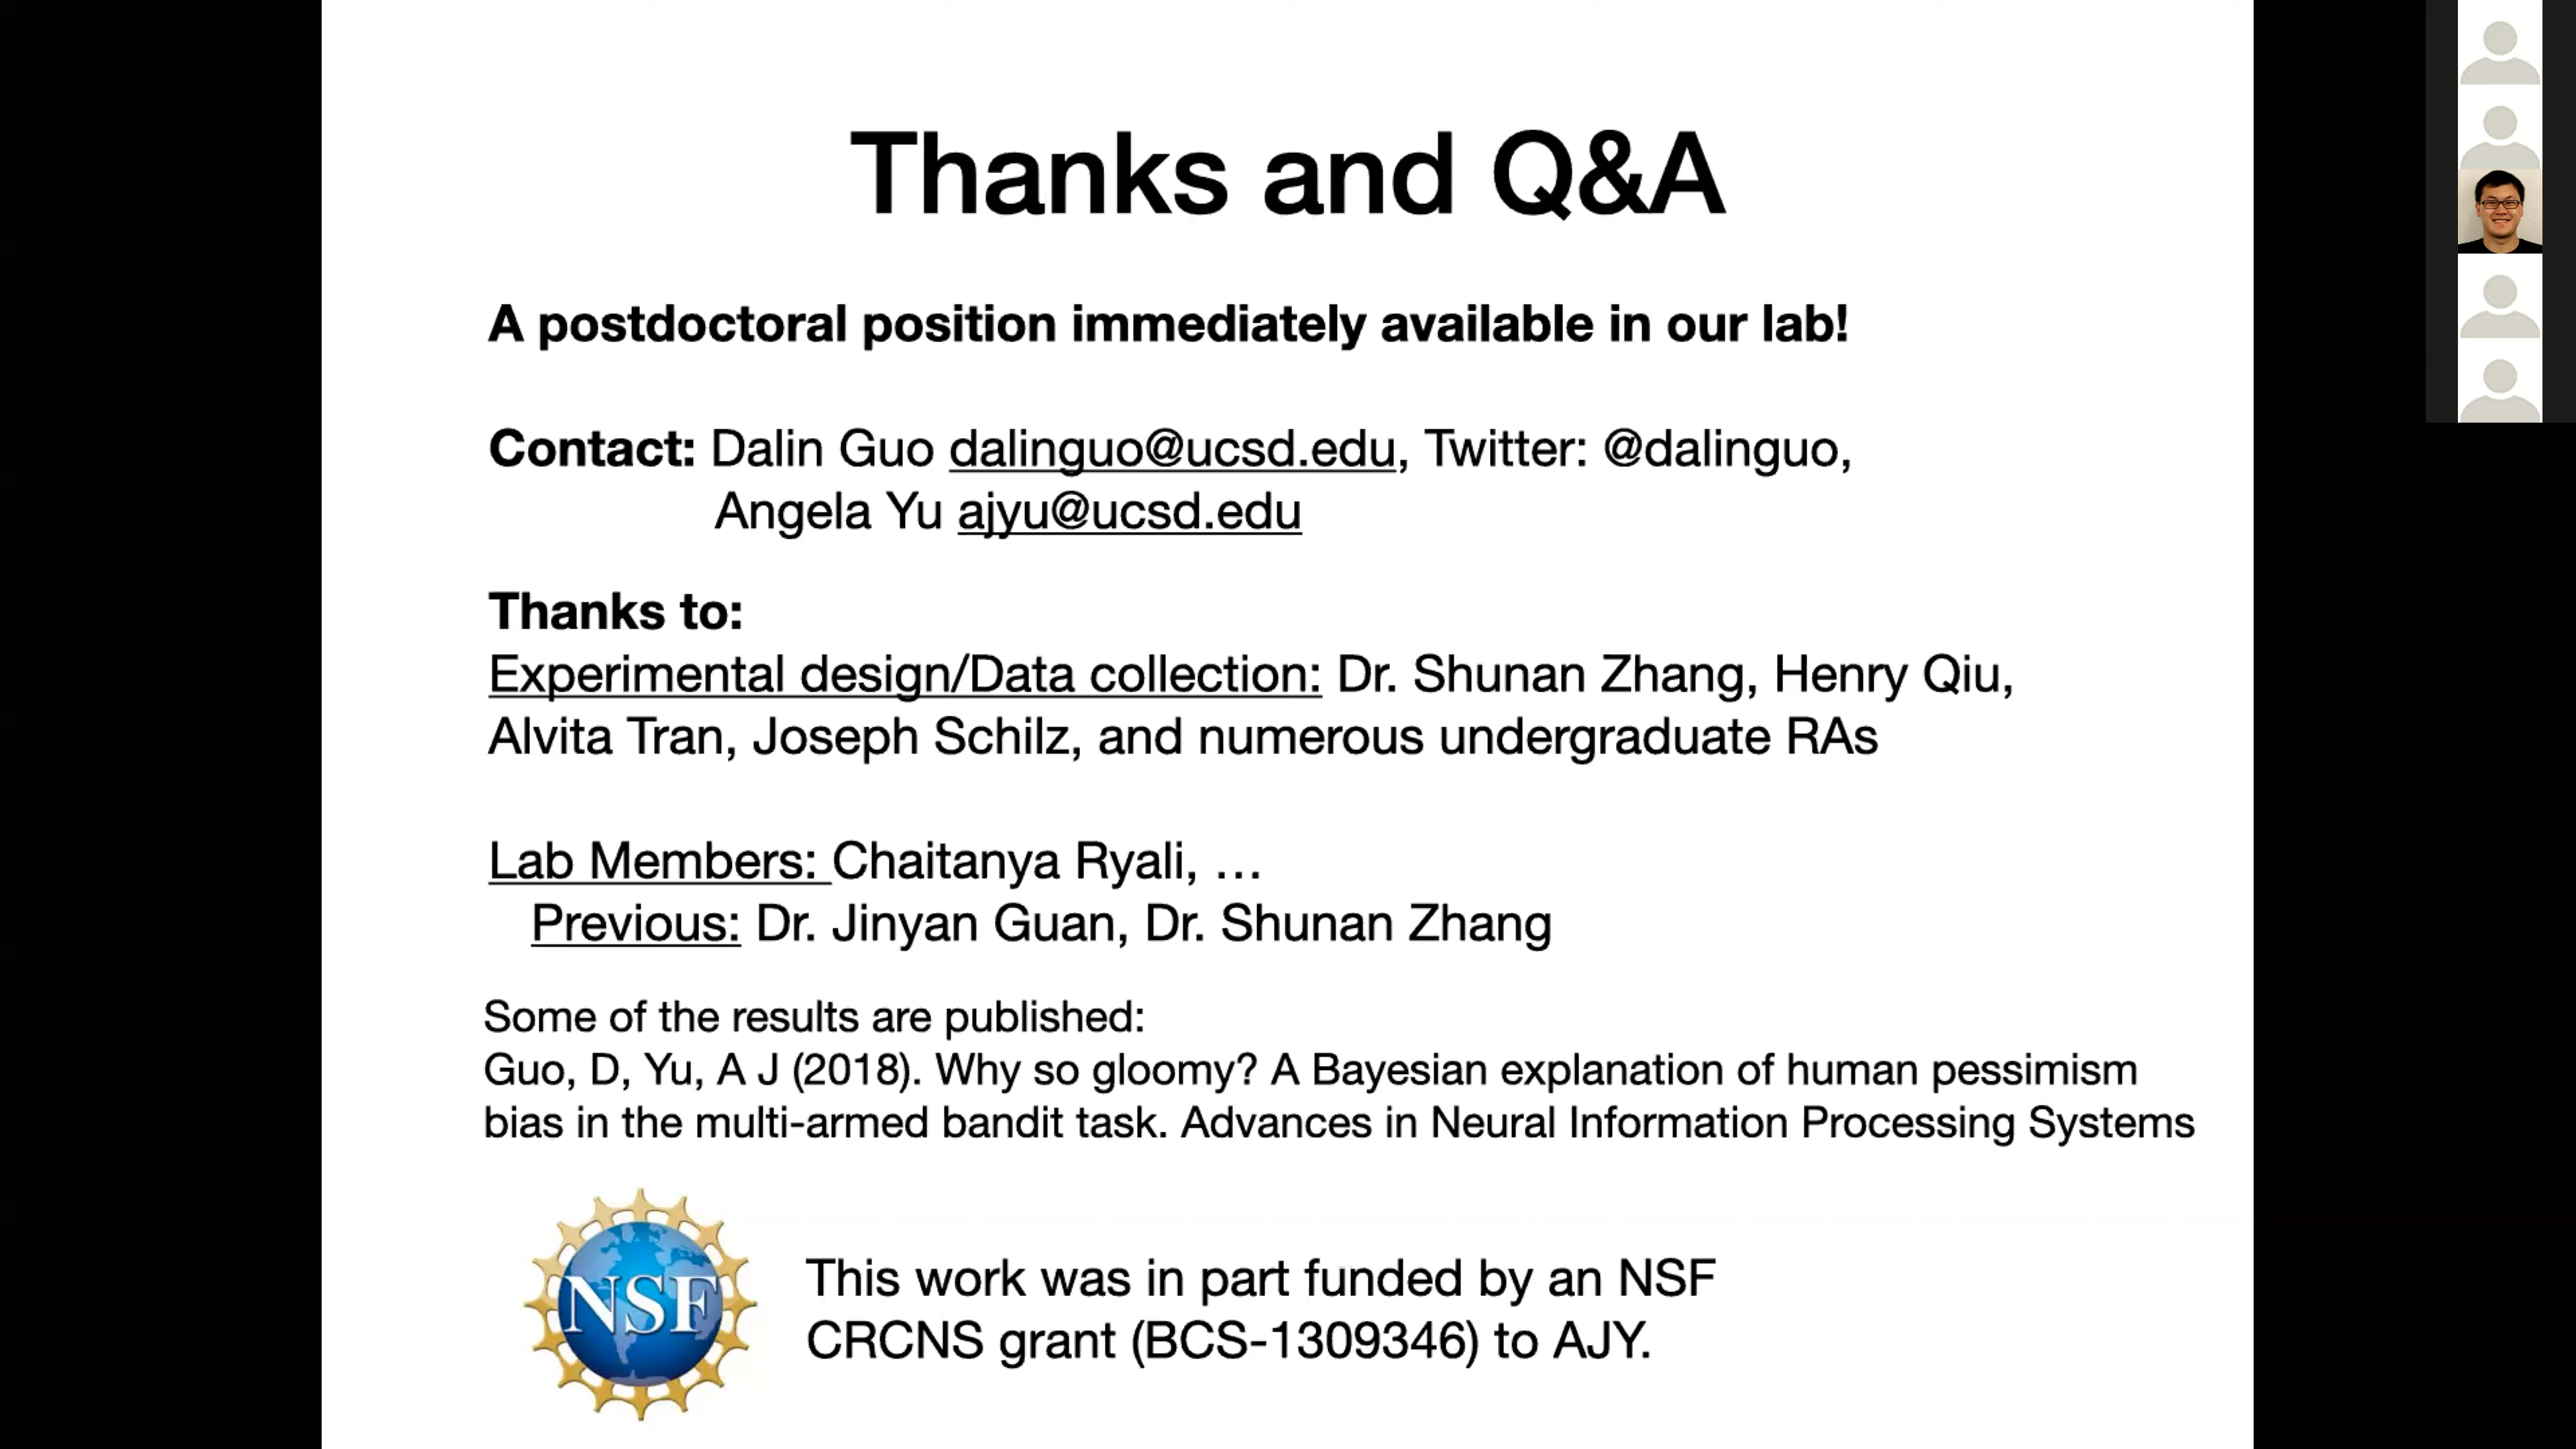 Thanks and Q&A
A postdoctoral position immediately available in our lab!
Contact: Dalin Guo dalinguo@ucsd.edu, Twitter: @dalinguo,
Angela Yu ajyu@ucsd.edu
Thanks to:
Experimental design/Data collection: Dr. Shunan Zhang, Henry Qiu,
Alvita Tran, Joseph Schilz, and numerous undergraduate RAs
Lab Members: Chaitanya Ryali, …
Previous: Dr. Jinyan Guan, Dr. Shunan Zhang
Some of the results are published:
Guo, D, Yu, A J (2018). Why so gloomy? A Bayesian explanation of human pessimism
bias in the multi-armed bandit task. Advances in Neural Information Processing Systems
NSF
This work was in part funded by an NSF
CRCNS grant (BCS-1309346) to AJY.